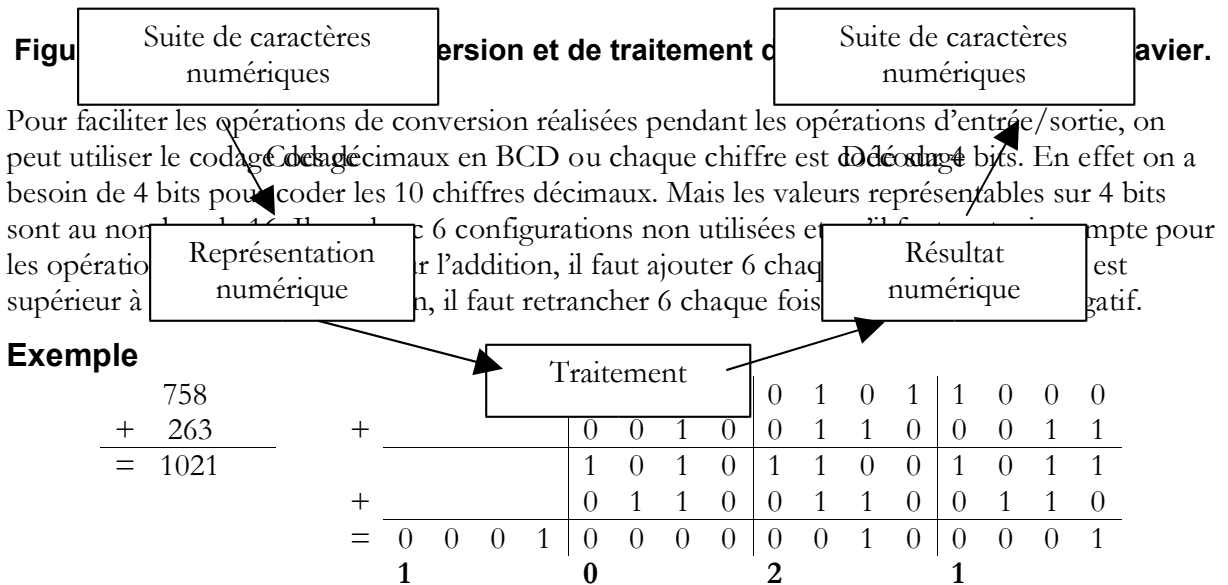 Suite de caractères
numériques
Suite de caractères
numériques
Figu ersion et de traitement d avier.
Pour faciliter les opérations de conversion réalisées pendant les opérations d'entrée/sortie, on
peut utiliser le codage des décimaux en BCD ou chaque chiffre est codé sur 4 bits. En effet on a
Codage
Décodage
besoin de 4 bits pour coder les 10 chiffres décimaux. Mais les valeurs représentables sur 4 bits
sont au 6 configurations non utilisées et pour
les r l'addition, il faut ajouter 6 est
supérieur à n, il faut retrancher 6 chaque fois gatif.
Représentation
numérique
Résultat
numérique
Traitement
Exemple
758 0 1 0 1 1 0 0 0
+ 263 + 0 0 1 0 0 1 1 0 0 0 1 1
= 1021 1 0 1 0 1 1 0 0 1 0 1 1
+ 0 1 1 0 0 1 1 0 0 1 1 0
= 0 0 0 1 0 0 0 0 0 0 1 0 0 0 0 1
1 0 2 1